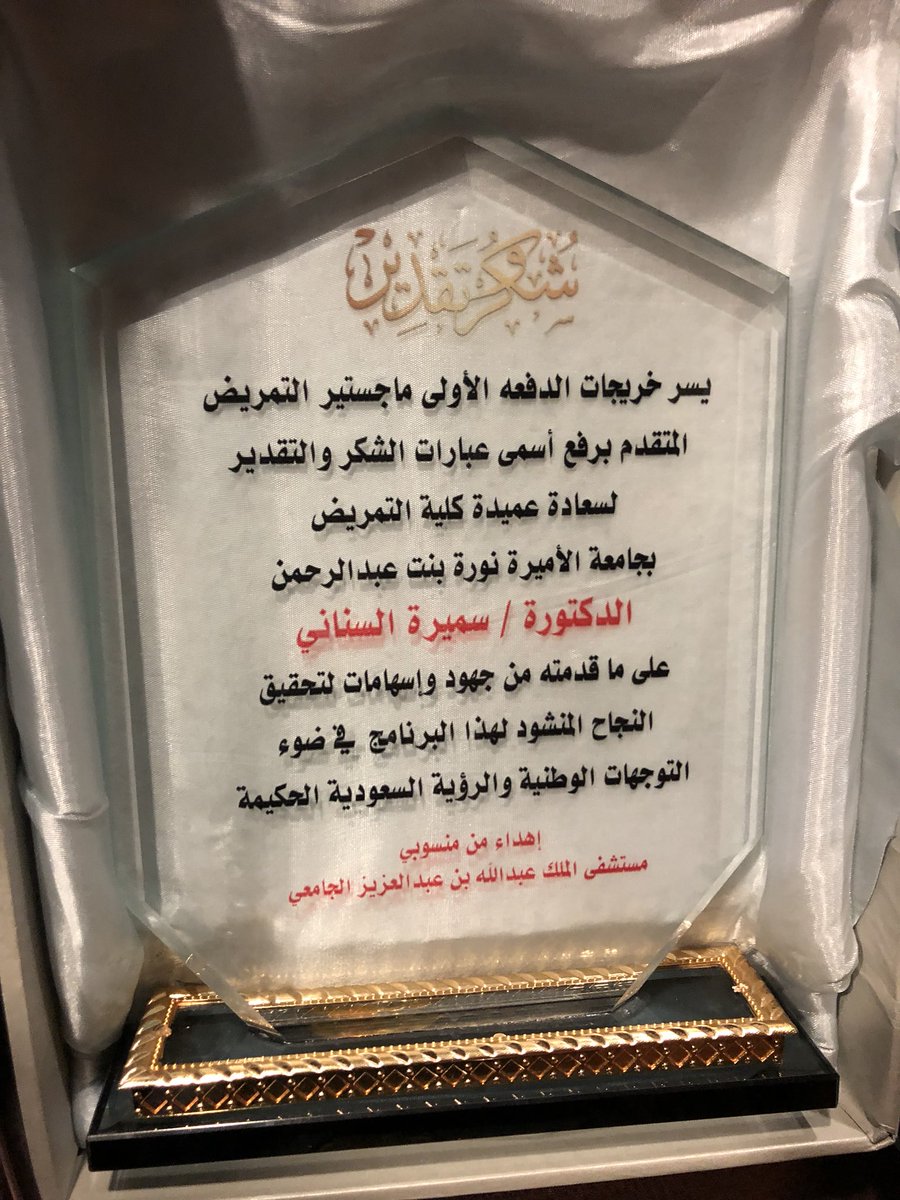 شُكْرٌ وَتَقْدِيرٌ
يسر خريجات الدفعه الأولى ماجستير التمريض
المتقدم برفع أسمى عبارات الشكر والتقدير
لسعادة عميدة كلية التمريض
بجامعة الأميرة نورة بنت عبدالرحمن
الدكتورة / سميرة السناني
على ما قدمته من جهود وإسهامات لتحقيق
النجاح المنشود لهذا البرنامج في ضوء
التوجهات الوطنية والرؤية السعودية الحكيمة
إهداء من منسوبي
مستشفى الملك عبدالله بن عبدالعزيز الجامعي